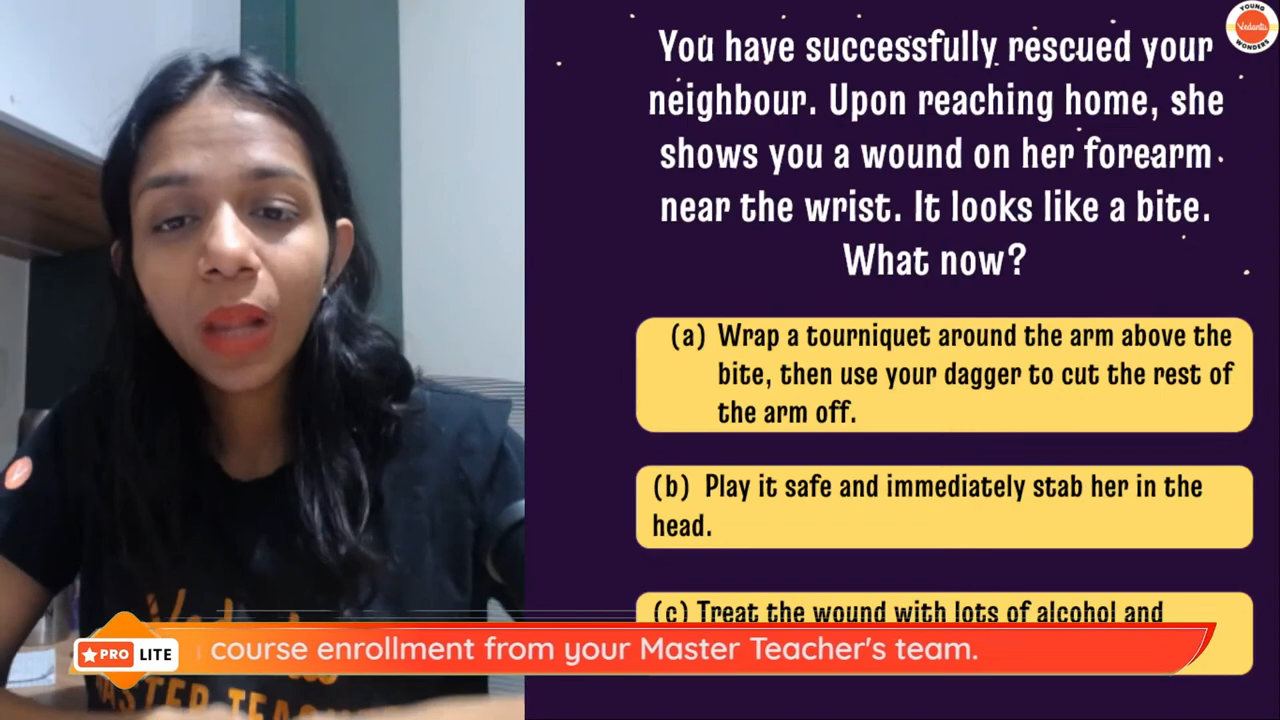 YOUNG
Vedantu
WONDERS
You have successfully rescued your
neighbour. Upon reaching home, she
shows you a wound on her forearm
near the wrist. It looks like a bite.
What now?
(a) Wrap a tourniquet around the arm above the
bite, then use your dagger to cut the rest of
the arm off.
(b) Play it safe and immediately stab her in the
head.
(c) Treat the wound with lots of alcohol and
PRO LITE
course enrollment from your Master Teacher's team.